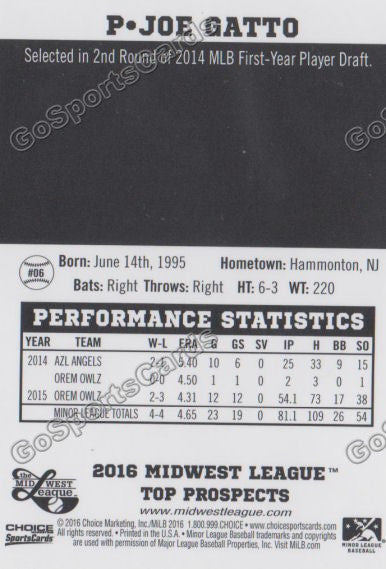 P•JOE GATTO
Selected in 2nd Round of 2014 MLB First-Year Player Draft.
GoSportsCards
GoSportsCards
#06
Born: June 14th, 1995 Hometown: Hammonton, NJ
Bats: Right Throws: Right HT: 6-3 WT: 220
PERFORMANCE STATISTICS
YEAR TEAM W-L ERA G GS SV IP H BB SO
2014 AZL ANGELS 2-1 5.40 10 6 0 25 33 9 15
OREM OWLZ 0-0 4.50 1 1 0 2 3 0 1
2015 OREM OWLZ 2-3 4.31 12 12 0 54.1 73 17 38
MINOR LEAGUE TOTALS 4-4 4.65 23 19 0 81.1 109 26 54
GoSportsCards
GoSportsCards
the MIDWEST League
2016 MIDWEST LEAGUE™
TOP PROSPECTS
www.midwestleague.com
CHOICE SportsCards
©2016 Choice Marketing, Inc./MiLB 2016 1.800.999.CHOICE • www.choicesportscards.com
All rights reserved. • Printed in the U.S.A. • Minor League Baseball trademarks and copyrights
are used with permission of Major League Baseball Properties, Inc. Visit MiLB.com
MINOR LEAGUE
BASEBALL